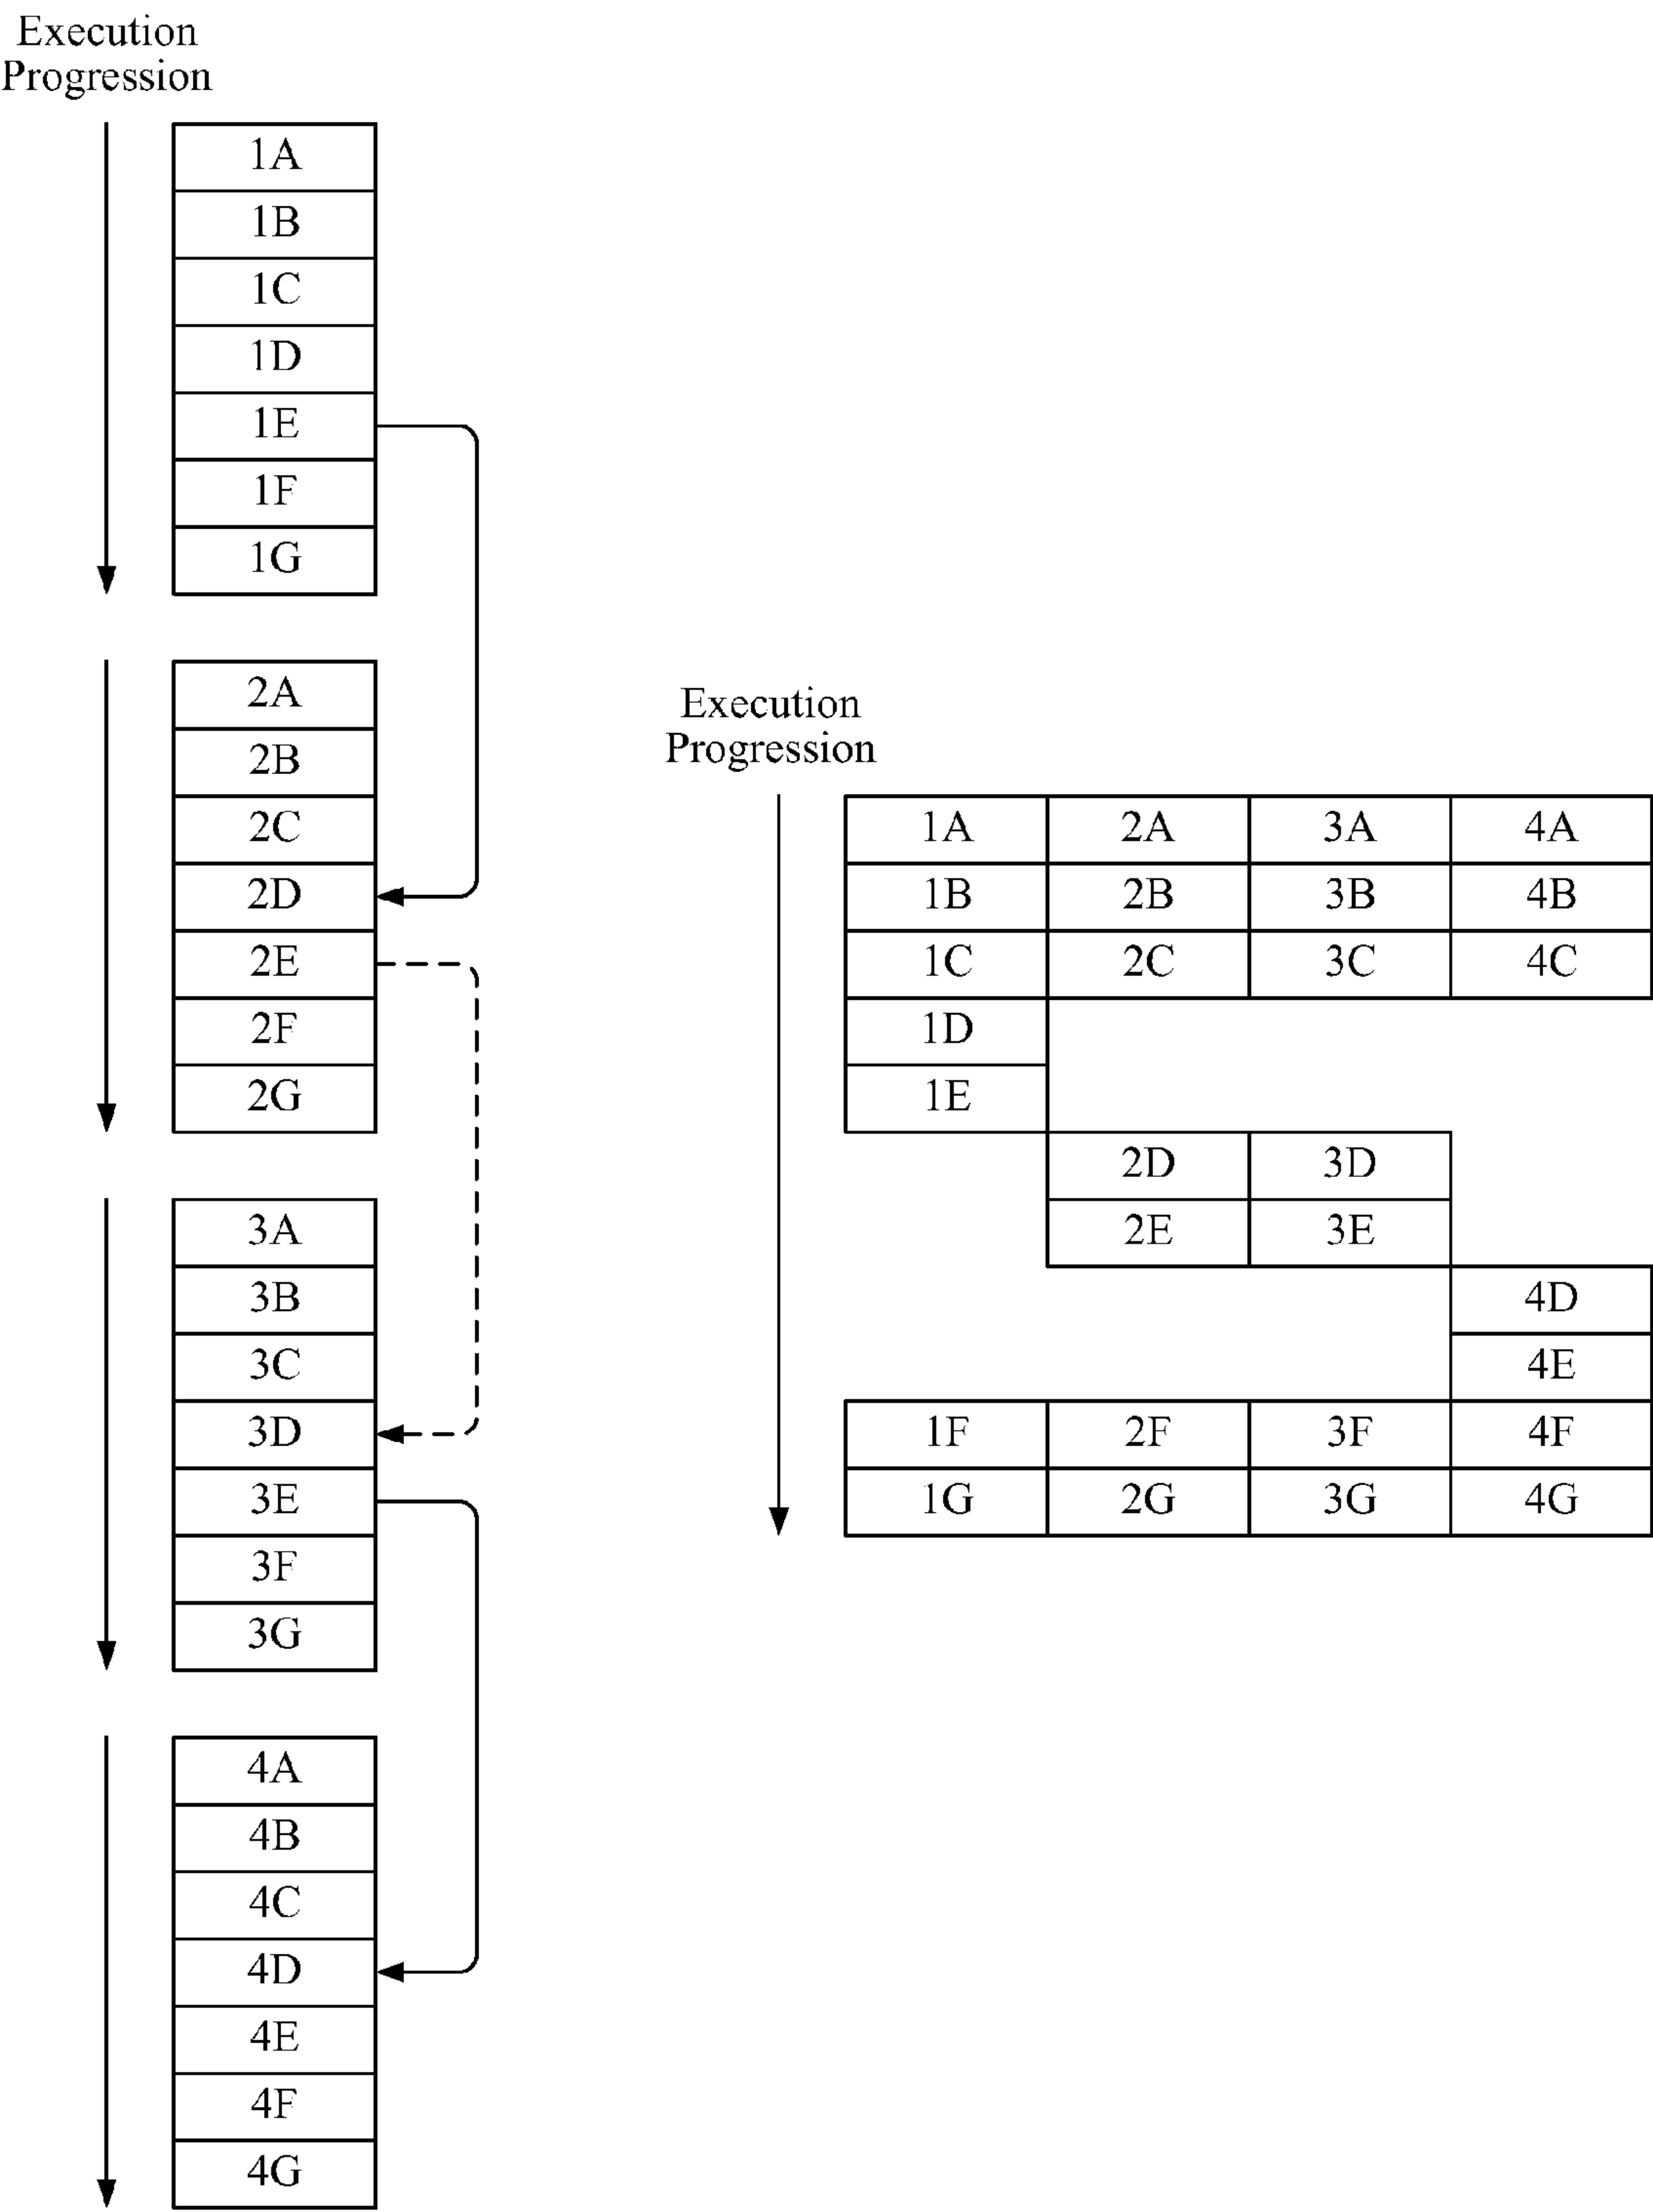 Execution
Progression
1A
1B
1C
1D
1E
1F
1G
2A
2B
2C
2D
2E
2F
2G
3A
3B
3C
3D
3E
3F
3G
4A
4B
4C
4D
4E
4F
4G
Execution
Progression
1A 2A 3A 4A
1B 2B 3B 4B
1C 2C 3C 4C
1D
1E
2D 3D
2E 3E
4D
4E
1F 2F 3F 4F
1G 2G 3G 4G